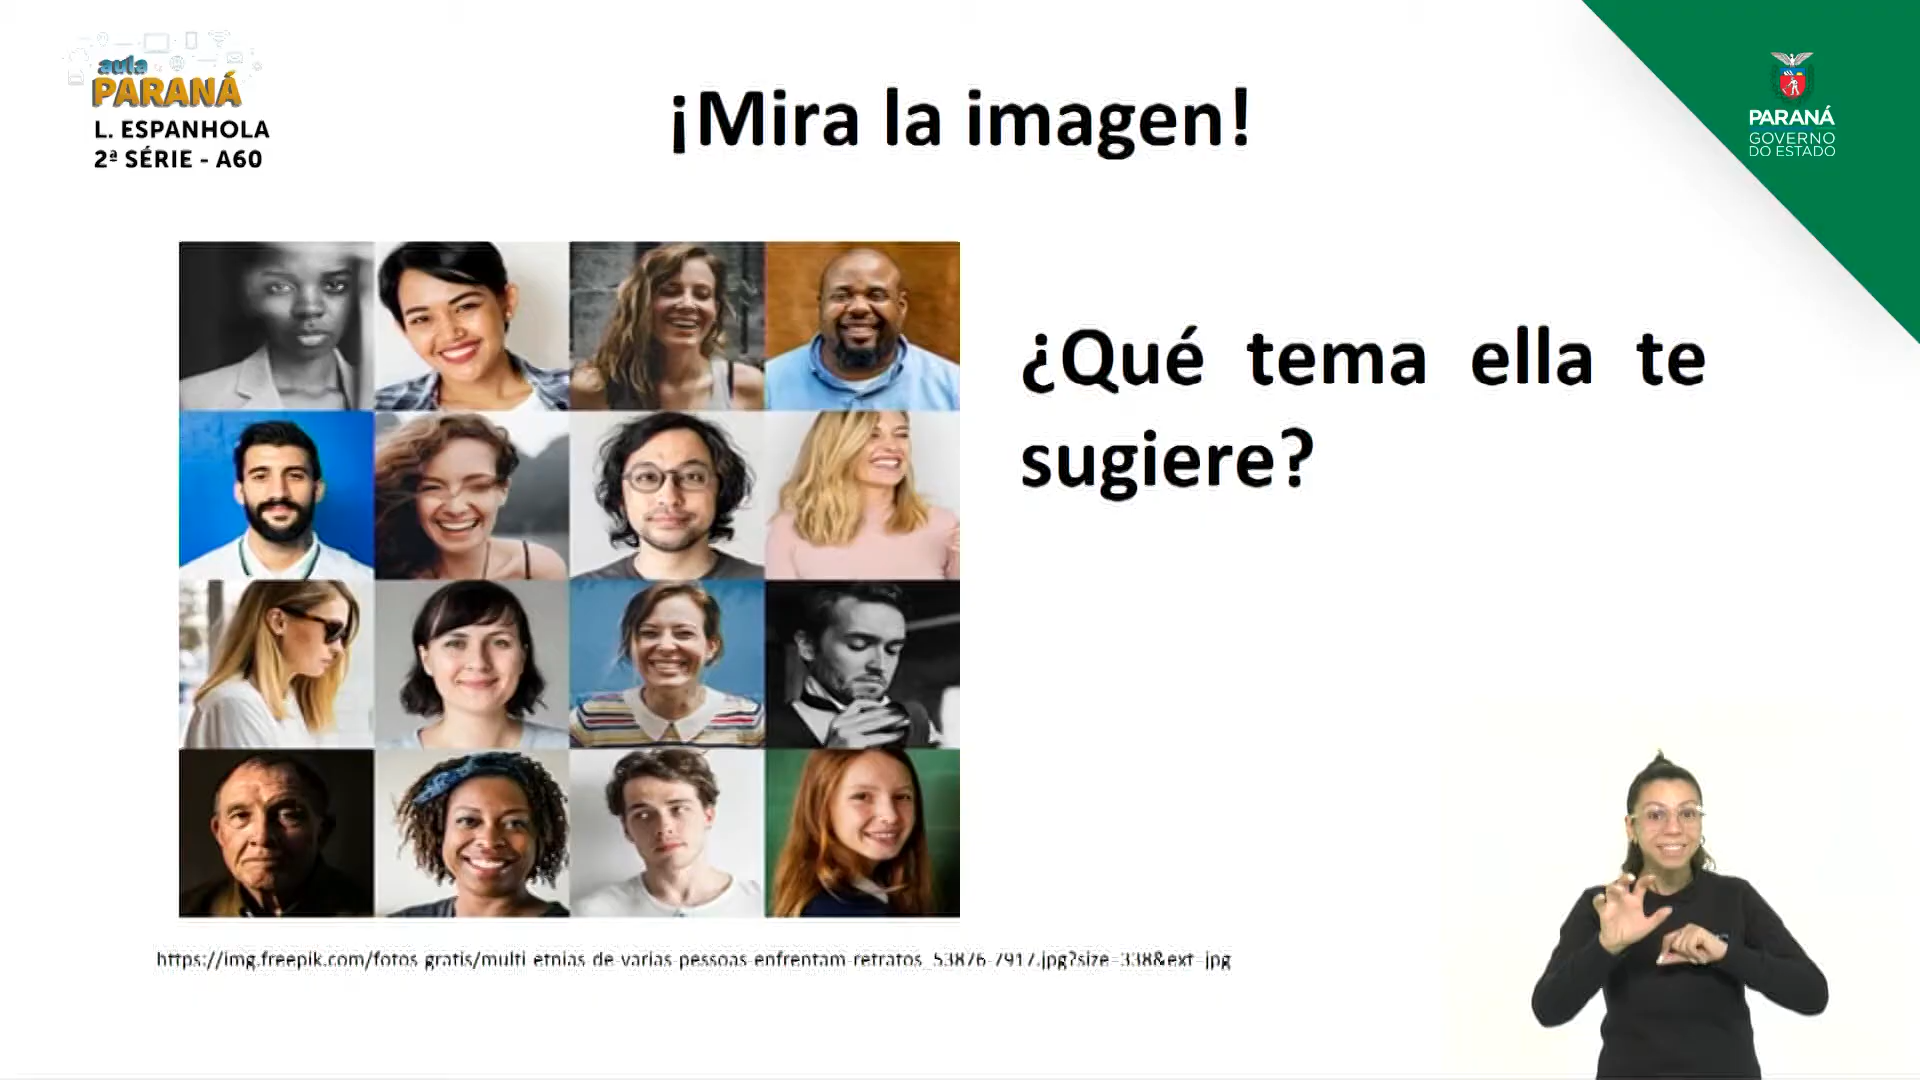 aula
PARANÁ
L. ESPANHOLA
2ª SÉRIE - A60
¡Mira la imagen!
PARANÁ
GOVERNO
DO ESTADO
¿Qué tema ella te
sugiere?
https://img.freepik.com/fotos-gratis/multi-etnias-de-varias-pessoas-enfrentam-retratos_53876-7917.jpg?size=338&ext=jpg